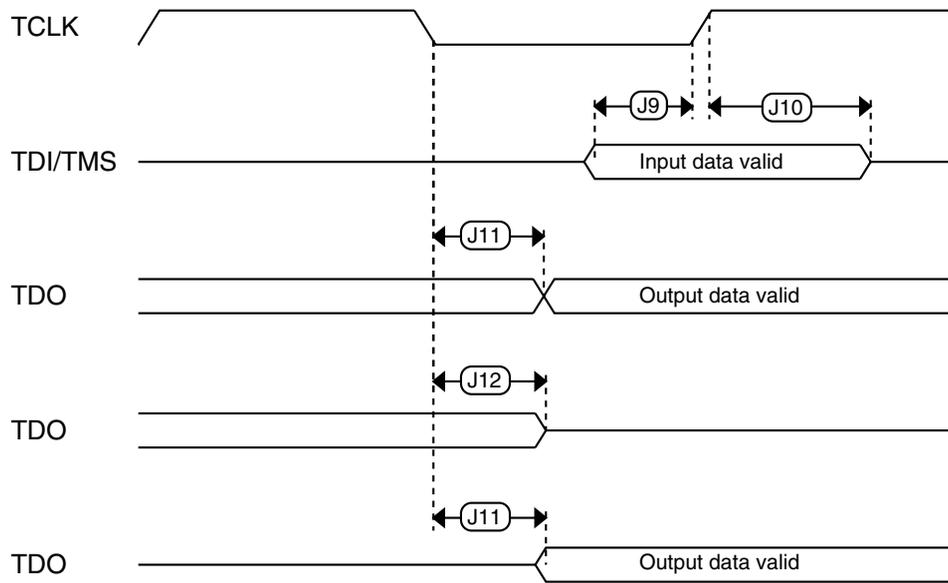 TCLK
J9
J10
TDI/TMS
Input data valid
J11
TDO
Output data valid
J12
TDO
J11
TDO
Output data valid